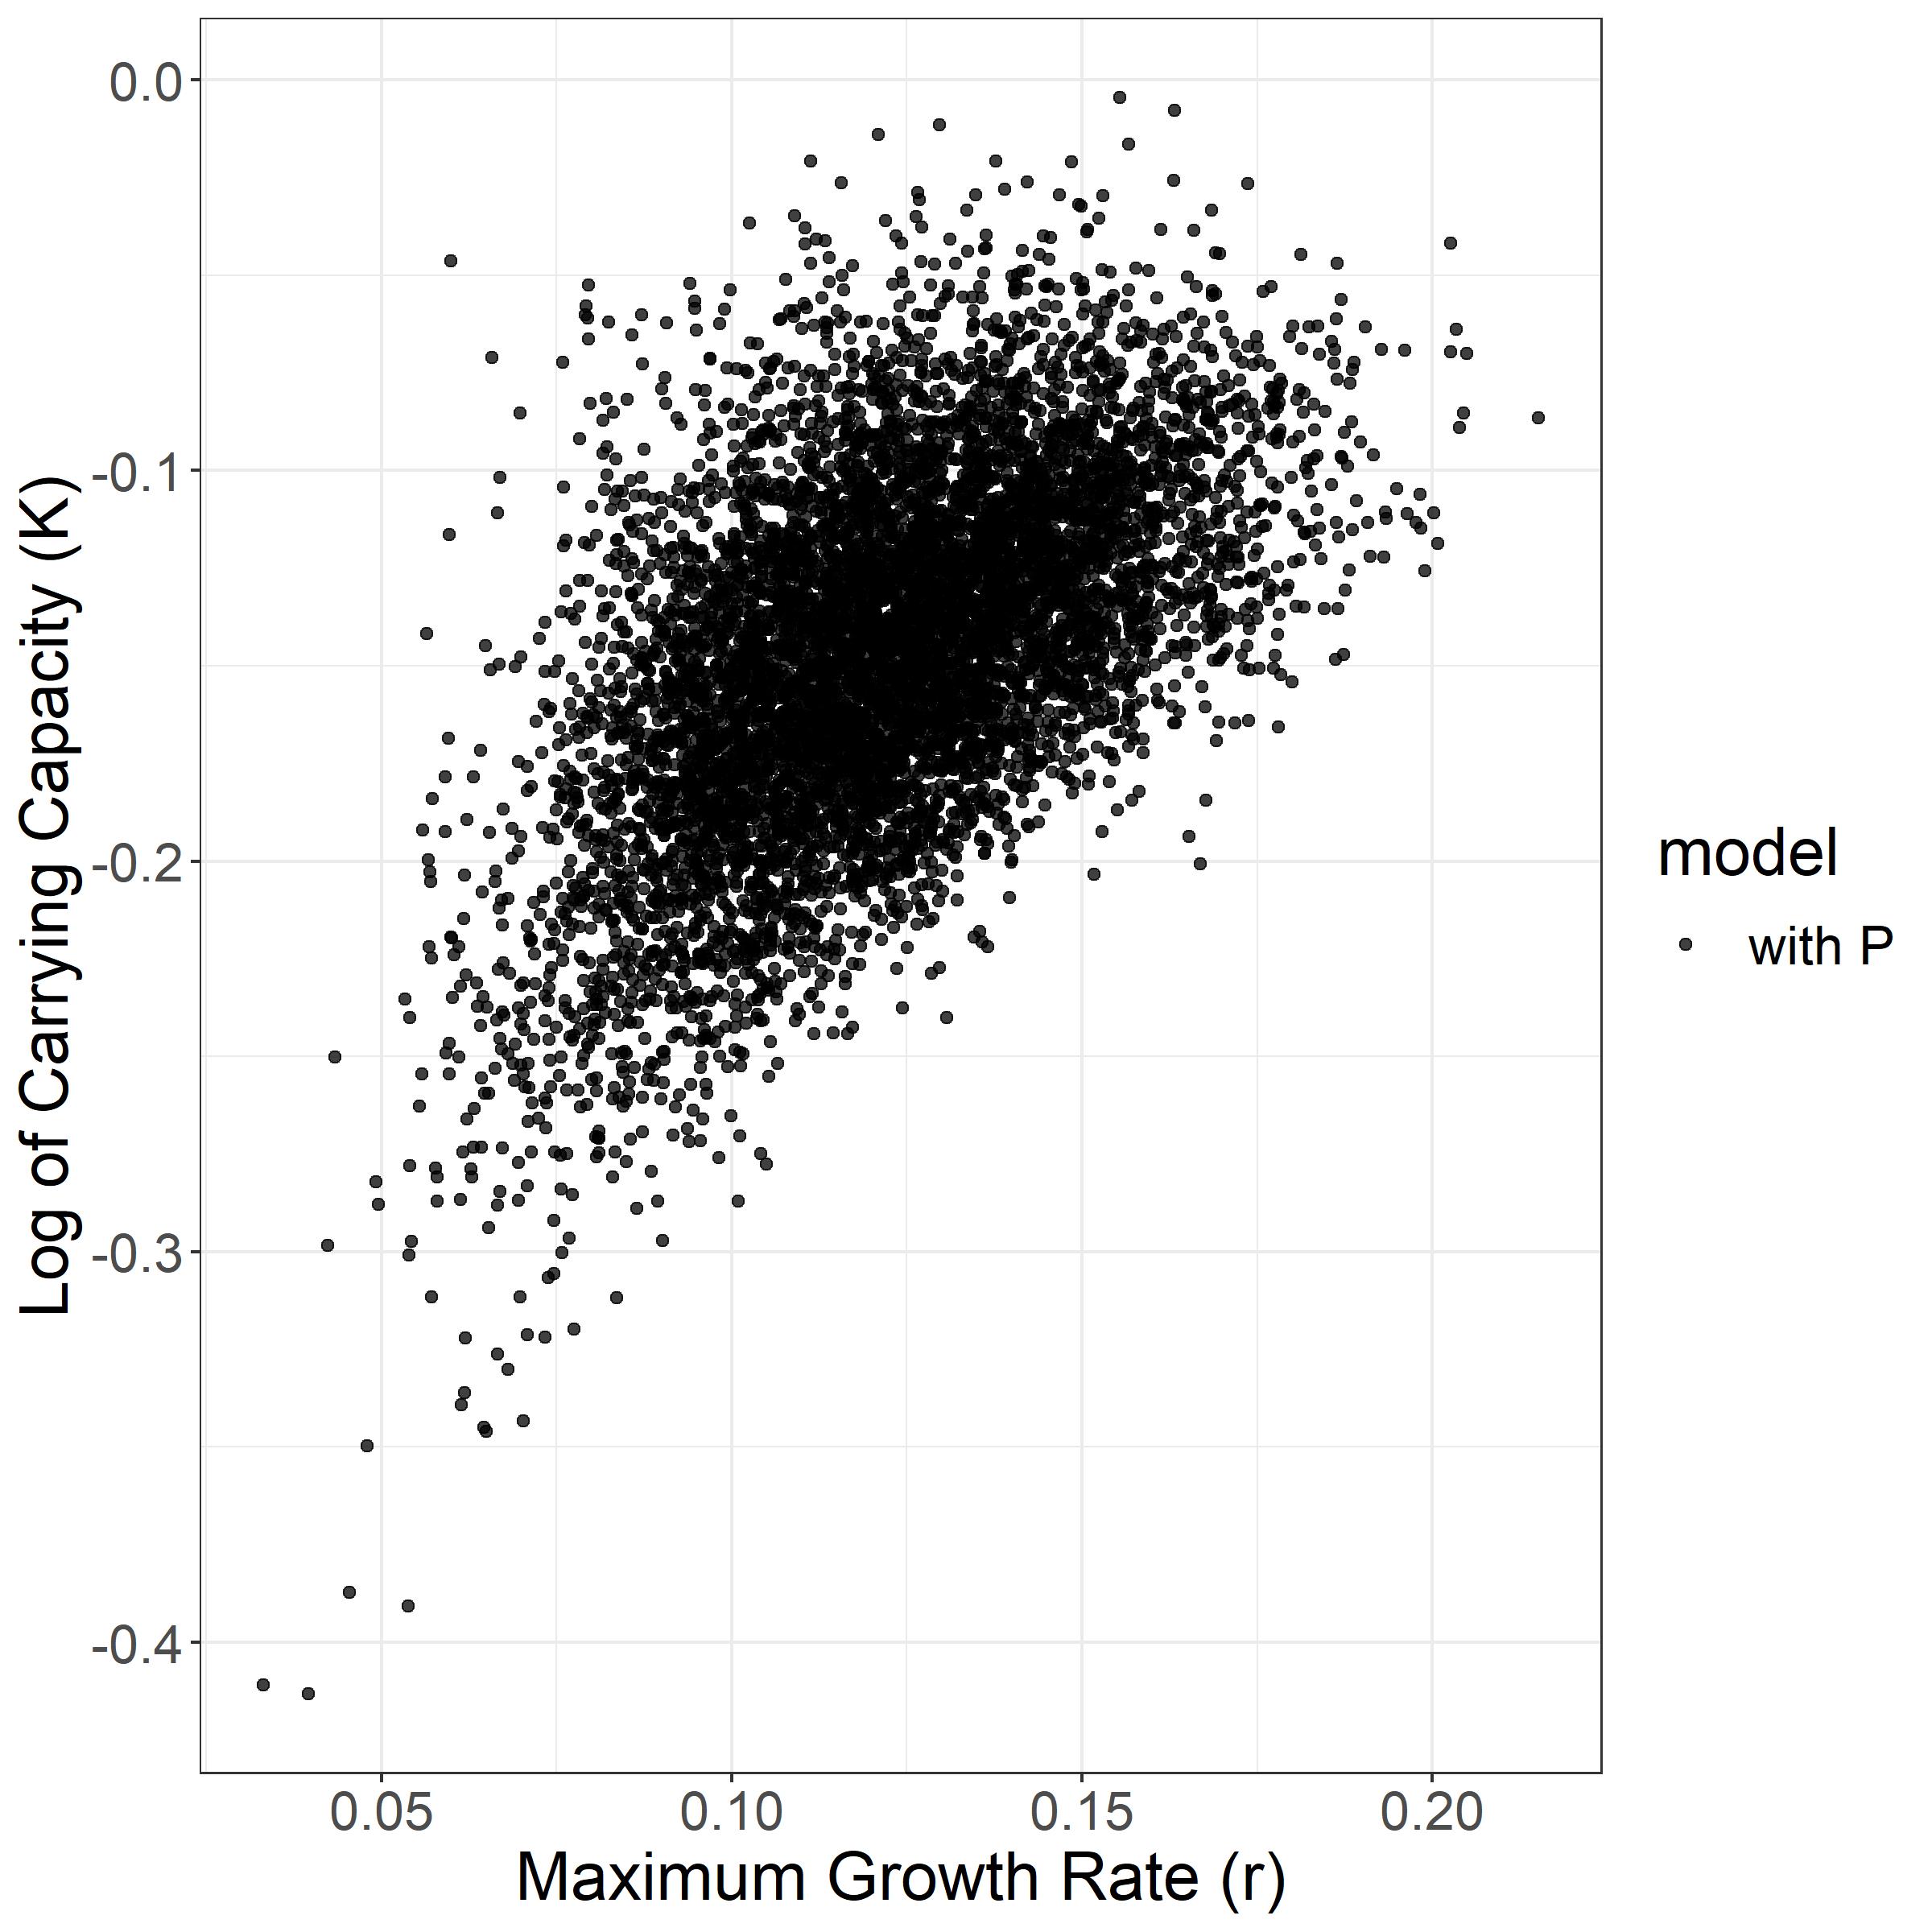 Log of Carrying Capacity (K)
0.0
-0.1
-0.2
-0.3
-0.4
0.05 0.10 0.15 0.20
Maximum Growth Rate (r)
model
with P